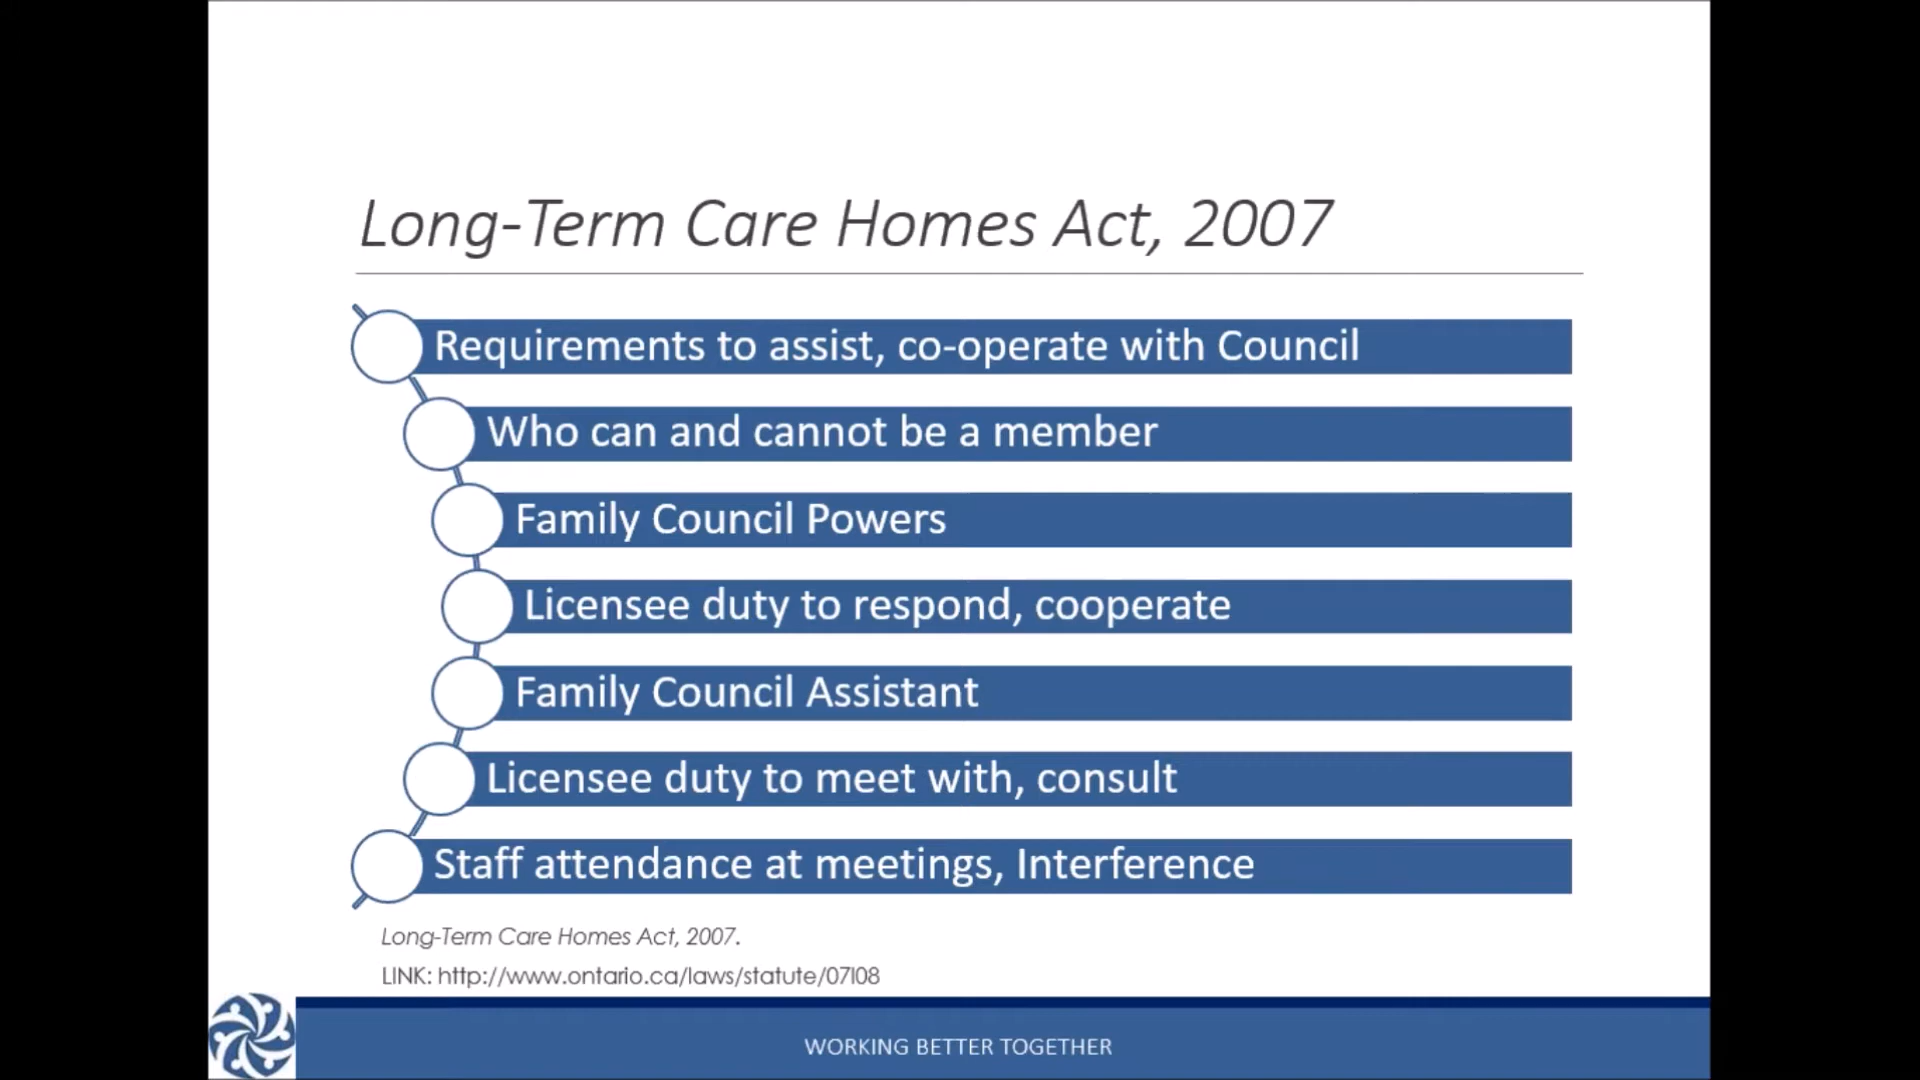 Long-Term Care Homes Act, 2007
Requirements to assist, co-operate with Council
Who can and cannot be a member
Family Council Powers
Licensee duty to respond, cooperate
Family Council Assistant
Licensee duty to meet with, consult
Staff attendance at meetings, Interference
Long-Term Care Homes Act, 2007.
LINK: http://www.ontario.ca/laws/statute/07l08
WORKING BETTER TOGETHER